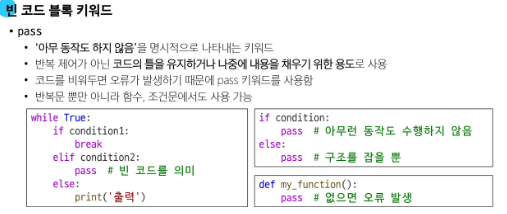 빈 코드 블록 키워드
• pass
• '아무 동작도 하지 않음'을 명시적으로 나타내는 키워드
• 반복 제어가 아닌 코드의 틀을 유지하거나 나중에 내용을 채우기 위한 용도로 사용
• 코드를 비워두면 오류가 발생하기 때문에 pass 키워드를 사용함
• 반복문 뿐만 아니라 함수, 조건문에서도 사용 가능
while True:
    if condition1:
        break
    elif condition2:
        pass  # 빈 코드를 의미
    else:
        print('출력')
if condition:
    pass  # 아무런 동작도 수행하지 않음
else:
    pass  # 구조를 잡을 뿐
def my_function():
    pass  # 없으면 오류 발생